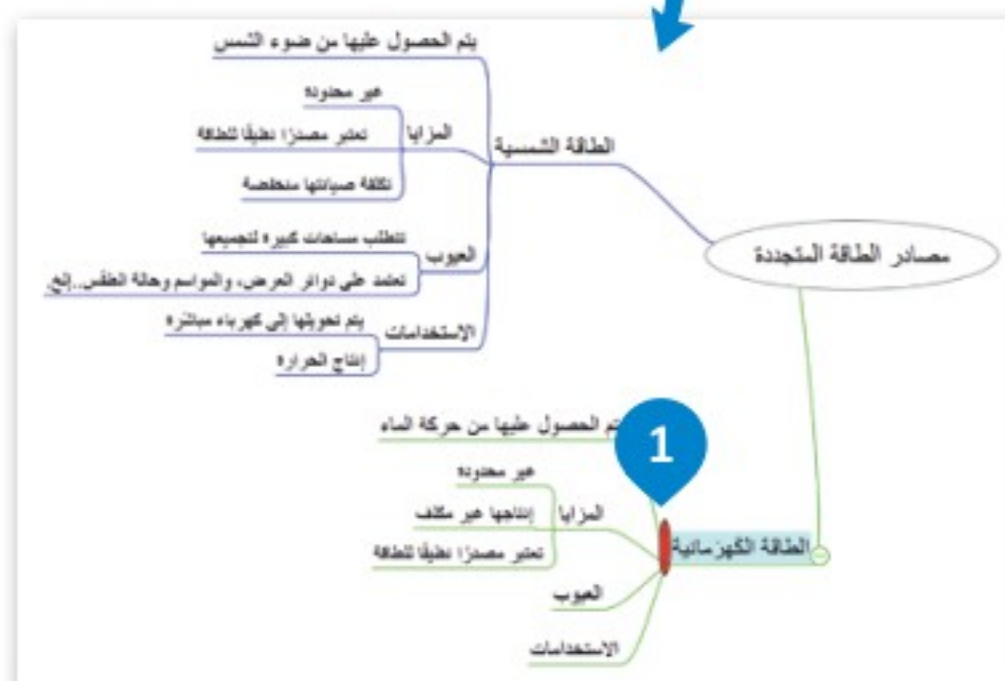 مصادر الطاقة المتجددة
الطاقة الشمسية
يتم الحصول عليها من ضوء الشمس
المزايا
غير محدودة
تعتبر مصدرًا نظيفًا للطاقة
تكلفة صيانتها منخفضة
العيوب
تتطلب مساحات كبيرة لتجميعها
تعتمد على دوائر العرض، والمواسم وحالة الطقس..إلخ.
الاستخدامات
يتم تحويلها إلى كهرباء مباشرة
إنتاج الحرارة
الطاقة الكهرمائية
تم الحصول عليها من حركة الماء
1
المزايا
غير محدودة
إنتاجها غير مكلف
تعتبر مصدرًا نظيفًا للطاقة
العيوب
الاستخدامات